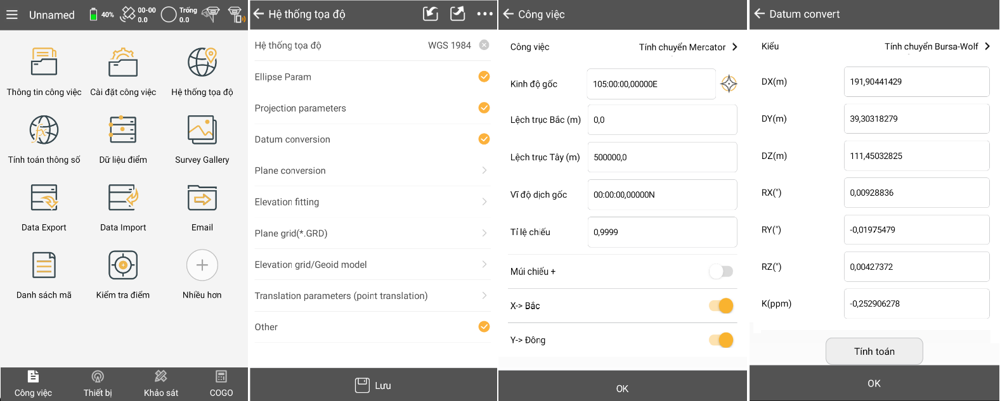 Unnamed
40%
00-00
0.0
Trống
0.0
Thông tin công việc
Cài đặt công việc
Hệ thống tọa độ
Tính toán thông số
Dữ liệu điểm
Survey Gallery
Data Export
Data Import
Email
Danh sách mã
Kiểm tra điểm
Nhiều hơn
Công việc
Thiết bị
Khảo sát
COGO
Hệ thống tọa độ
Hệ thống tọa độ WGS 1984
Ellipse Param
Projection parameters
Datum conversion
Plane conversion
Elevation fitting
Plane grid(*.GRD)
Elevation grid/Geoid model
Translation parameters (point translation)
Other
Lưu
Công việc
Công việc Tính chuyển Mercator
Kinh độ gốc 105:00:00,00000E
Lệch trục Bắc (m) 0,0
Lệch trục Tây (m) 500000,0
Vĩ độ dịch gốc 00:00:00,00000N
Tỉ lệ chiếu 0,9999
Múi chiếu +
X-> Bắc
Y-> Đông
OK
Datum convert
Kiểu Tính chuyển Bursa-Wolf
DX(m) 191,90441429
DY(m) 39,30318279
DZ(m) 111,45032825
RX(") 0,00928836
RY(") -0,01975479
RZ(") 0,00427372
K(ppm) -0,252906278
Tính toán
OK